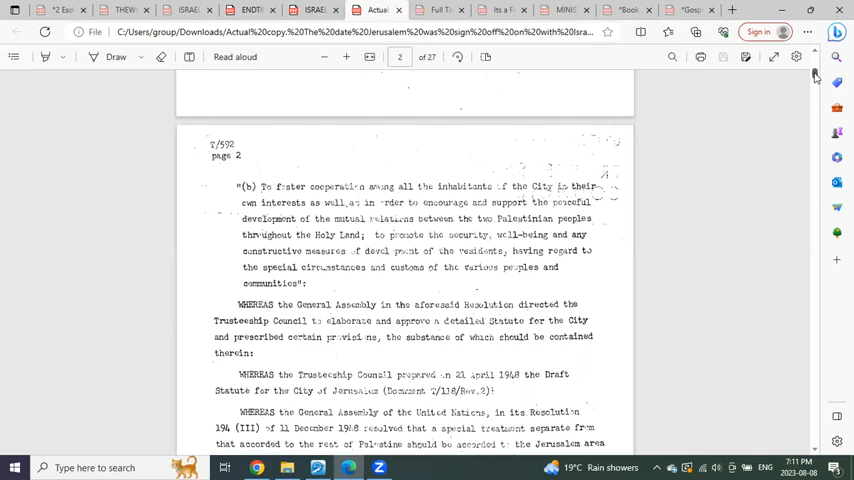 *2 Esd
THEWI
ISRAEL
ENDTI
ISRAEL
Actual
Full Ti
Its a F
MINIS
*Book
*Gosp
File
C:/Users/group/Downloads/Actual%20copy.%20The%20date%20Jerusalem%20was%20sign%20off%20on%20with%20Isra...
Sign in
Draw
Read aloud
2 of 27
T/592
page 2
"(b) To foster cooperation among all the inhabitants of the City in their
own interests as well as in order to encourage and support the peaceful
development of the mutual relations between the two Palestinian peoples
throughout the Holy Land; to promote the security, well-being and any
constructive measures of development of the residents, having regard to
the special circumstances and customs of the various peoples and
communities":
WHEREAS the General Assembly in the aforesaid Resolution directed the
Trusteeship Council to elaborate and approve a detailed Statute for the City
and prescribed certain provisions, the substance of which should be contained
therein:
WHEREAS the Trusteeship Council prepared on 21 April 1948 the Draft
Statute for the City of Jerusalem (Document T/118/Rev.2):
WHEREAS the General Assembly of the United Nations, in its Resolution
194 (III) of 11 December 1948 resolved that a special treatment separate from
that accorded to the rest of Palestine should be accorded to the Jerusalem area
Type here to search
19°C Rain showers
ENG
7:11 PM
2023-08-08
3